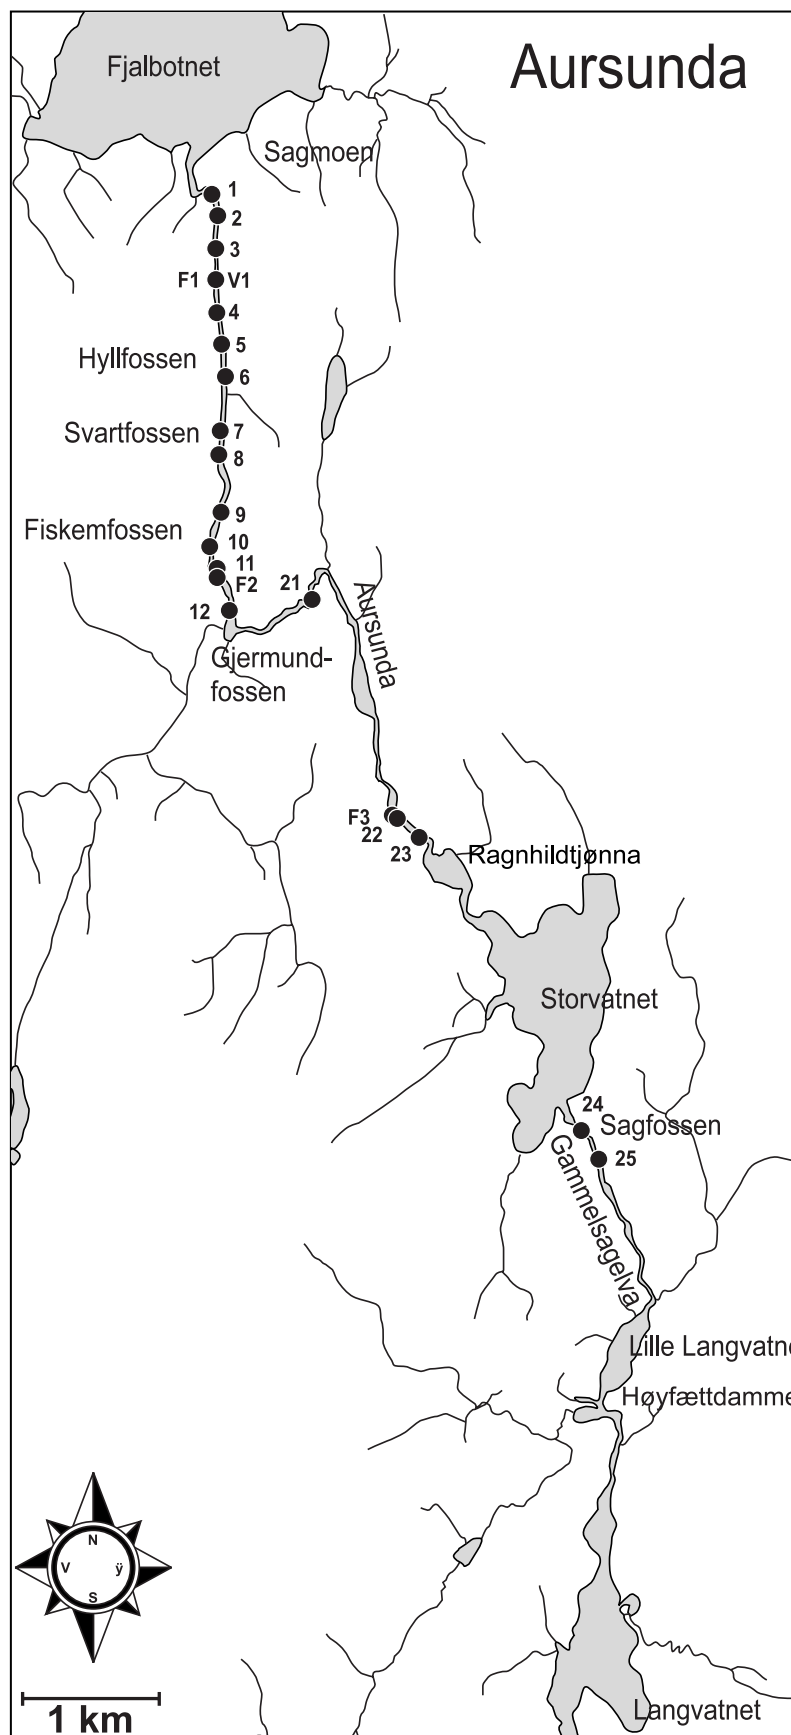 Aursunda
Fjalbotnet
Sagmoen
1
2
3
F1 V1
4
5
Hyllfossen
6
7
Svartfossen
8
9
Fiskemfossen
10
11
F2
21
12
Aursunda
Gjermund-
fossen
F3
22
23
Ragnhildtjønna
Storvatnet
24
Sagfossen
25
Gammelsagelva
Lille Langvatne
Høyfættdamme
N
V ÿ
S
1 km
Langvatnet